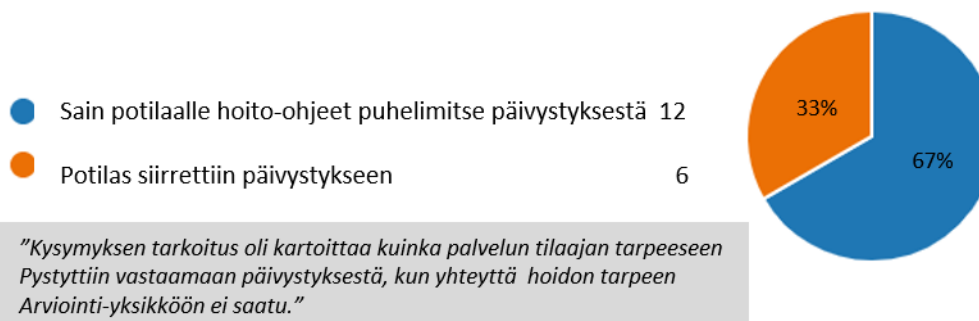 Sain potilaalle hoito-ohjeet puhelimitse päivystyksestä 12
Potilas siirrettiin päivystykseen 6
33%
67%
”Kysymyksen tarkoitus oli kartoittaa kuinka palvelun tilaajan tarpeeseen
Pystyttiin vastaamaan päivystyksestä, kun yhteyttä hoidon tarpeen
Arviointi-yksikköön ei saatu.”